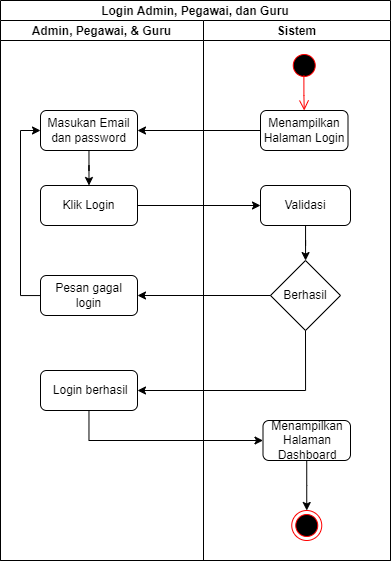 Login Admin, Pegawai, dan Guru
Admin, Pegawai, & Guru
Sistem
Masukan Email
dan password
Menampilkan
Halaman Login
Klik Login
Validasi
Pesan gagal
login
Berhasil
Login berhasil
Menampilkan
Halaman
Dashboard